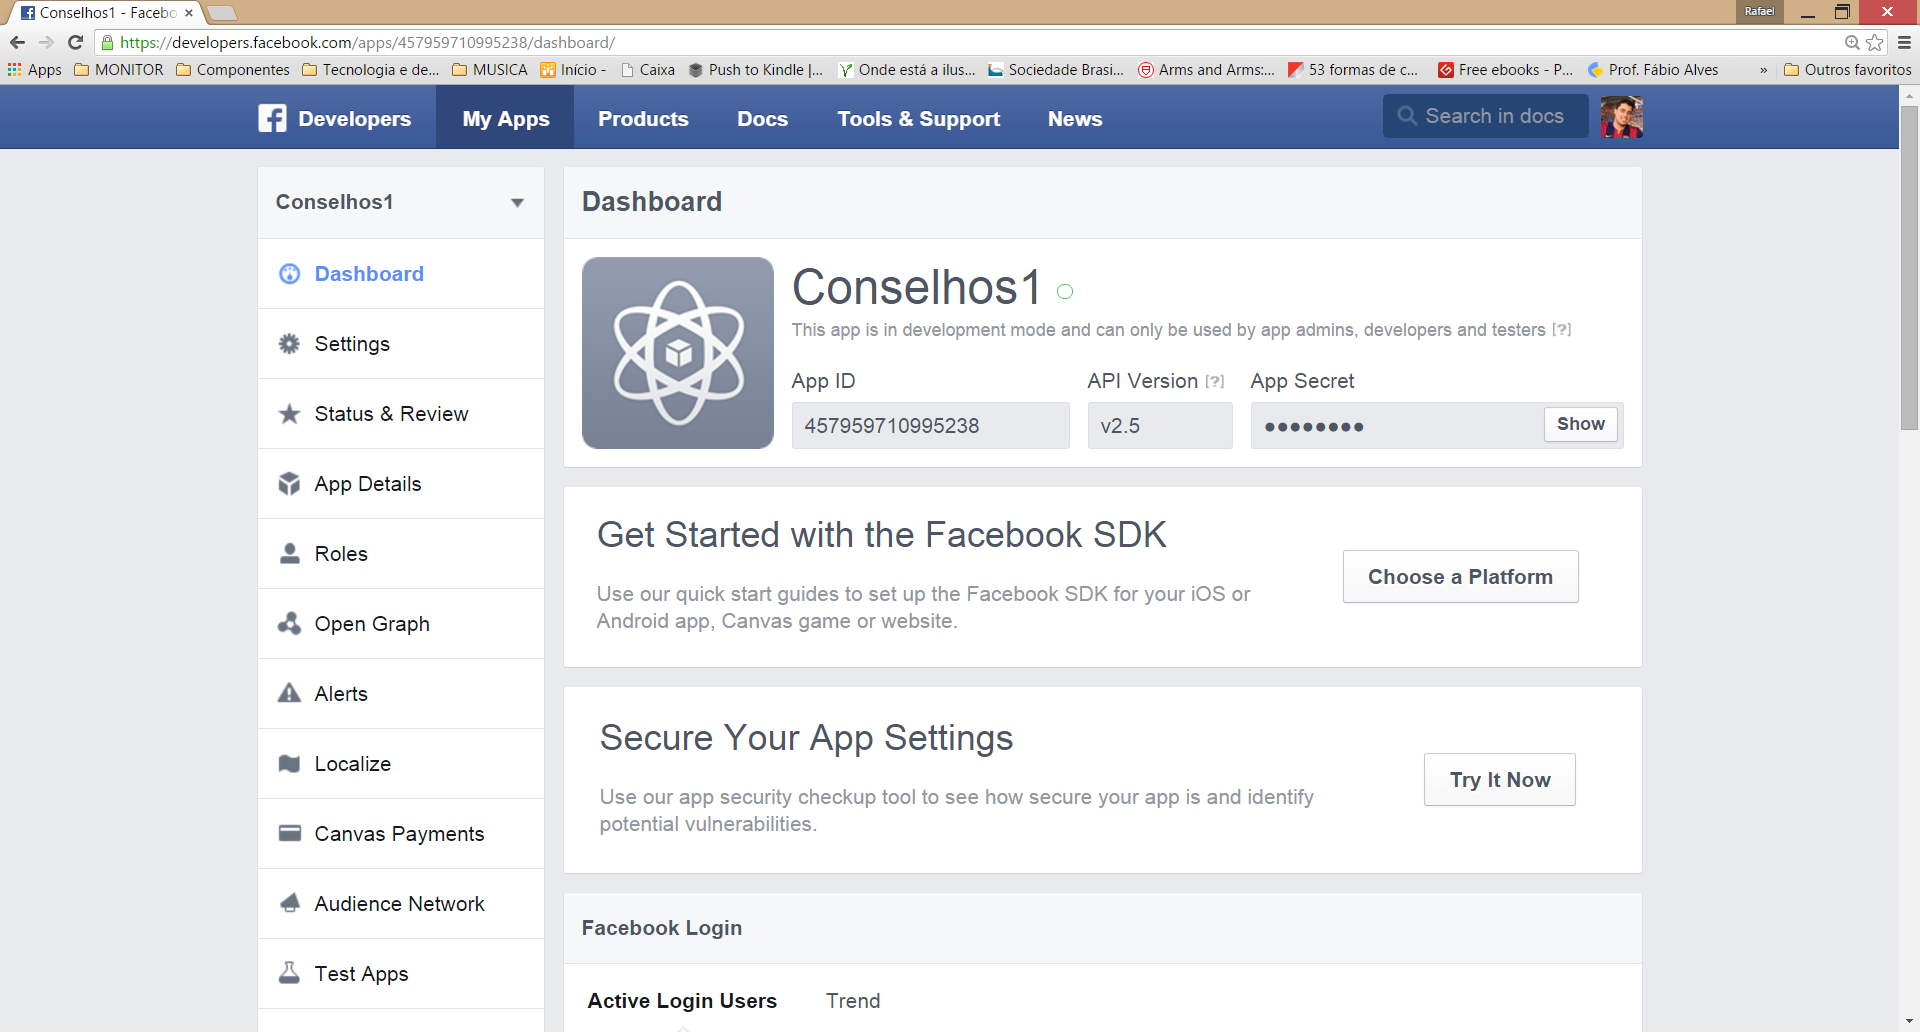 Conselhos1 - Facebo
Rafael
https://developers.facebook.com/apps/457959710995238/dashboard/
Apps MONITOR Componentes Tecnologia e de... MUSICA Início - Caixa Push to Kindle |... Onde está a ilus... Sociedade Brasi... Arms and Arms:... 53 formas de c... Free ebooks - P... Prof. Fábio Alves » Outros favoritos
Developers My Apps Products Docs Tools & Support News Search in docs
Conselhos1
Dashboard
Settings
Status & Review
App Details
Roles
Open Graph
Alerts
Localize
Canvas Payments
Audience Network
Test Apps
Dashboard
Conselhos1
This app is in development mode and can only be used by app admins, developers and testers [?]
App ID API Version [?] App Secret
457959710995238 v2.5 ●●●●●●●● Show
Get Started with the Facebook SDK
Use our quick start guides to set up the Facebook SDK for your iOS or
Android app, Canvas game or website.
Choose a Platform
Secure Your App Settings
Use our app security checkup tool to see how secure your app is and identify
potential vulnerabilities.
Try It Now
Facebook Login
Active Login Users Trend